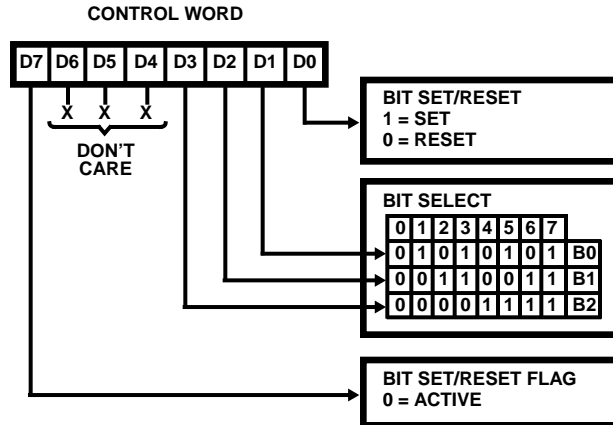 CONTROL WORD
D7 D6 D5 D4 D3 D2 D1 D0
X X X
DON'T
CARE
BIT SET/RESET
1 = SET
0 = RESET
BIT SELECT
0 1 2 3 4 5 6 7
0 1 0 1 0 1 0 1 B0
0 0 1 1 0 0 1 1 B1
0 0 0 0 1 1 1 1 B2
BIT SET/RESET FLAG
0 = ACTIVE